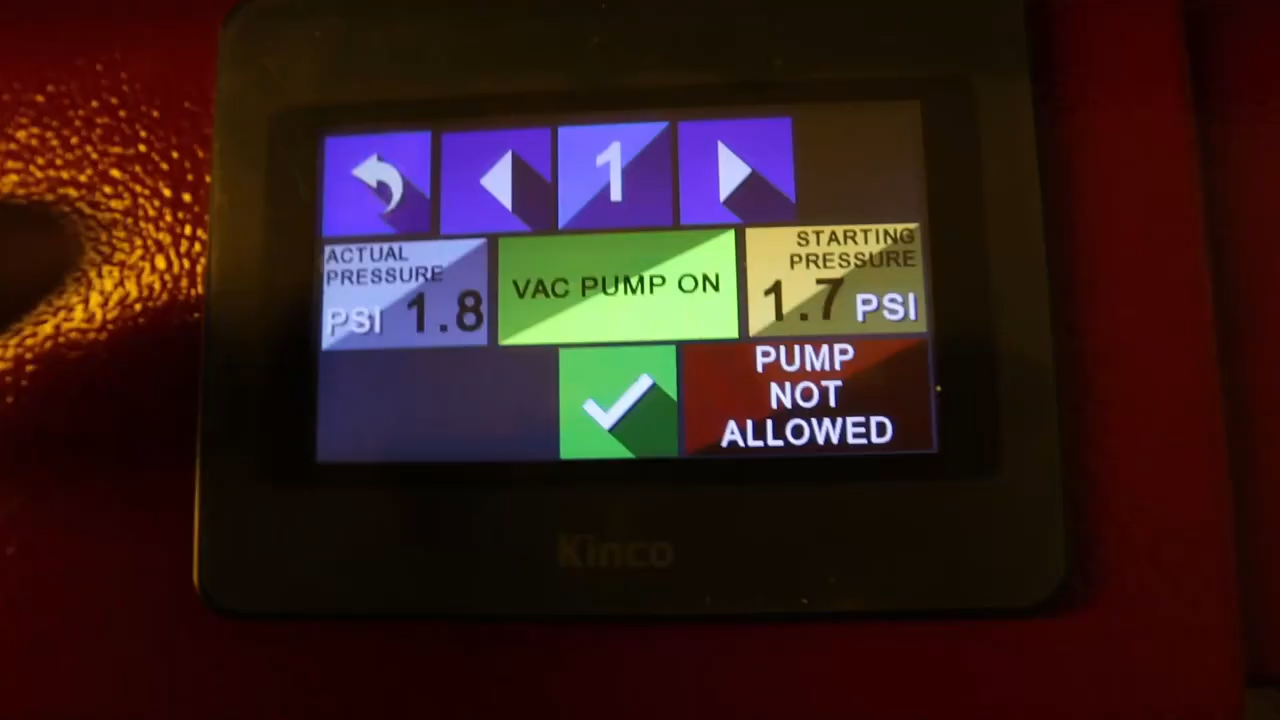 1
ACTUAL
PRESSURE
PSI 1.8
VAC PUMP ON
STARTING
PRESSURE
1.7 PSI
PUMP
NOT
ALLOWED
Kinco